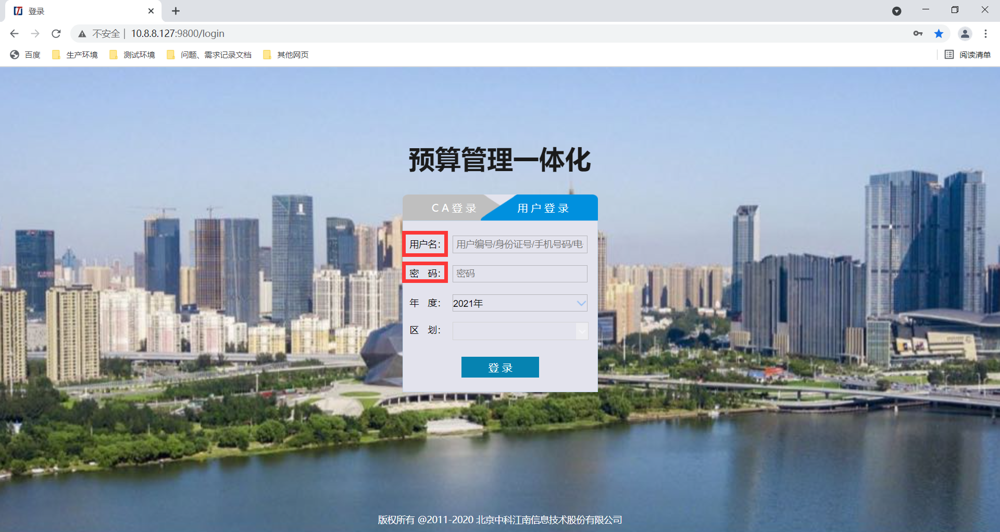 登录
不安全 | 10.8.8.127:9800/login
百度 生产环境 测试环境 问题、需求记录文档 其他网页 阅读清单
预算管理一体化
CA登录 用户登录
用户名： 用户编号/身份证号/手机号码/电
密 码： 密码
年 度： 2021年
区 划：
登录
版权所有 @2011-2020 北京中科江南信息技术股份有限公司